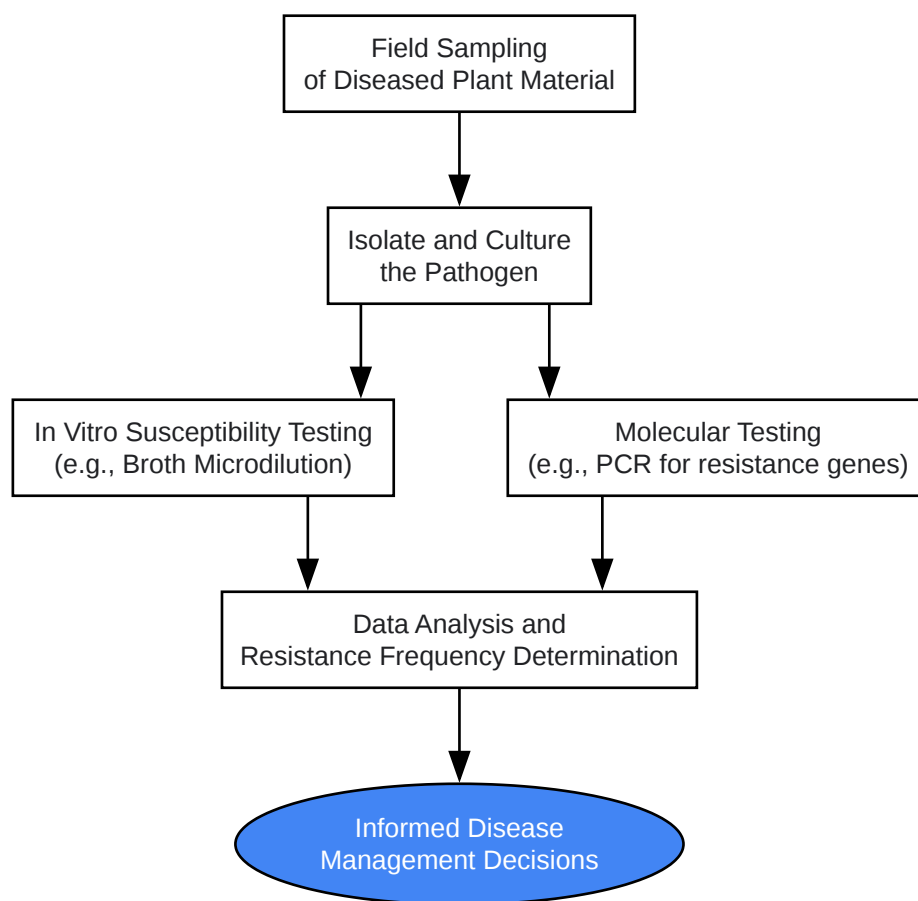 Field Sampling
of Diseased Plant Material
Isolate and Culture
the Pathogen
In Vitro Susceptibility Testing
(e.g., Broth Microdilution)
Molecular Testing
(e.g., PCR for resistance genes)
Data Analysis and
Resistance Frequency Determination
Informed Disease
Management Decisions